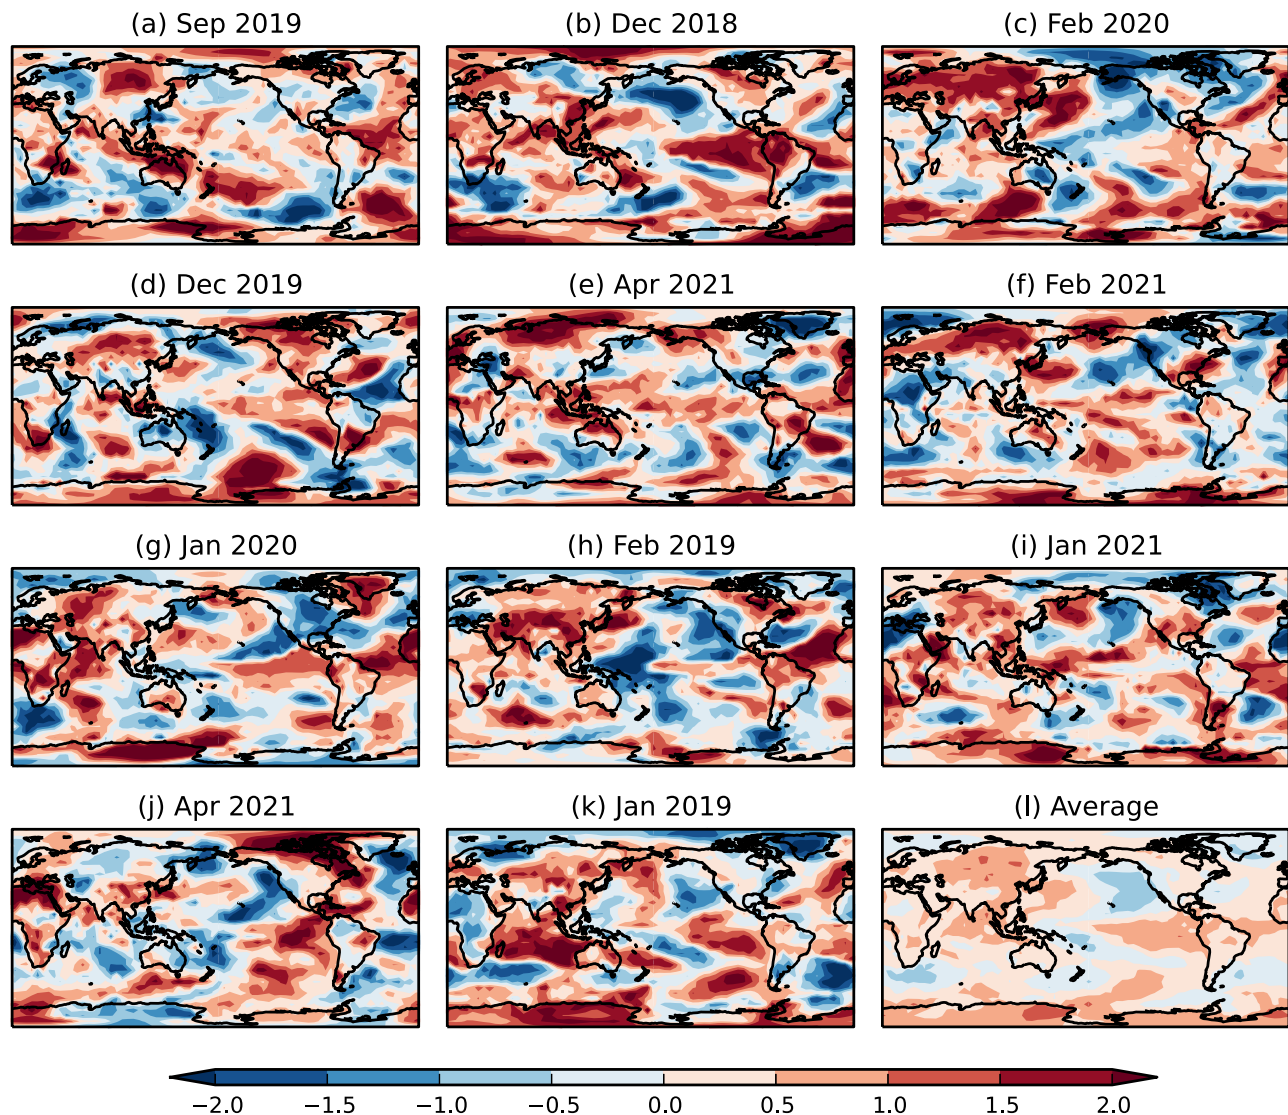 (a) Sep 2019
(b) Dec 2018
(c) Feb 2020
(d) Dec 2019
(e) Apr 2021
(f) Feb 2021
(g) Jan 2020
(h) Feb 2019
(i) Jan 2021
(j) Apr 2021
(k) Jan 2019
(l) Average
−2.0 −1.5 −1.0 −0.5 0.0 0.5 1.0 1.5 2.0